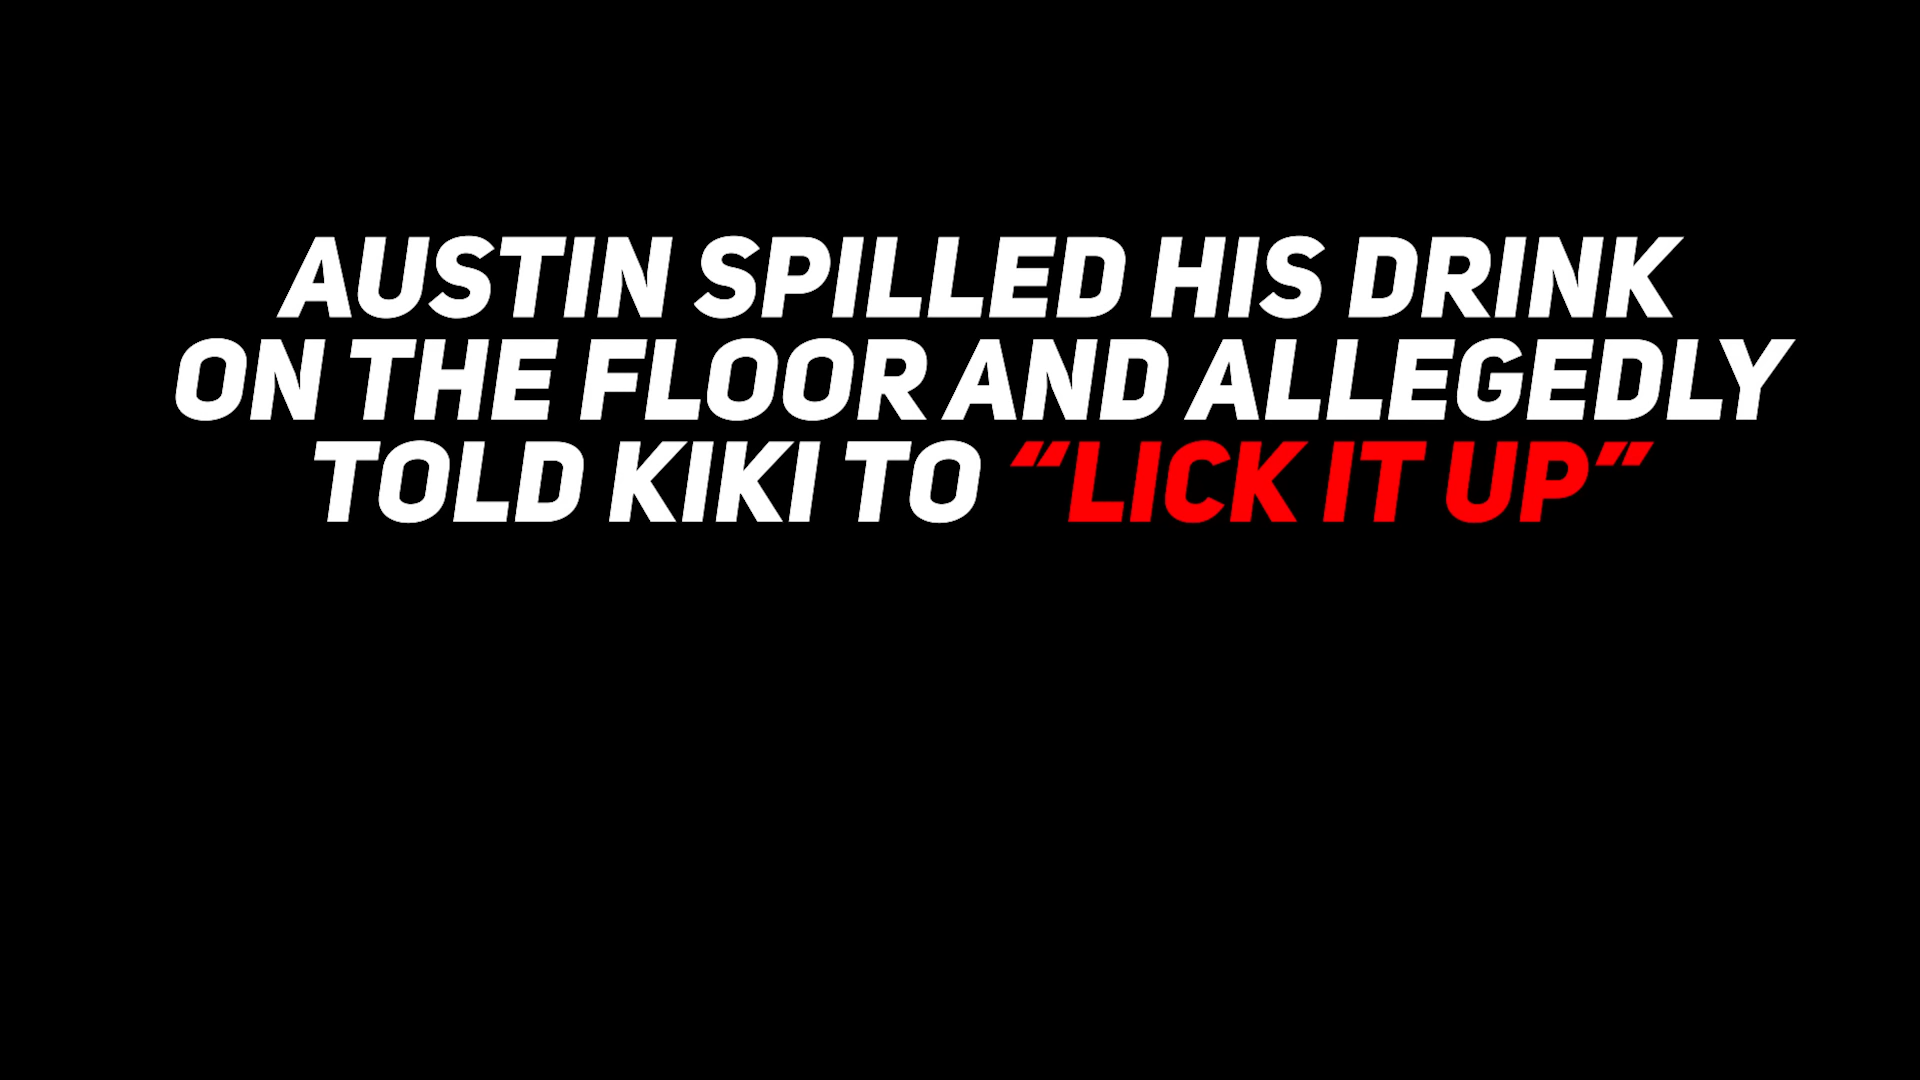 AUSTIN SPILLED HIS DRINK
ON THE FLOOR AND ALLEGEDLY
TOLD KIKI TO “LICK IT UP”